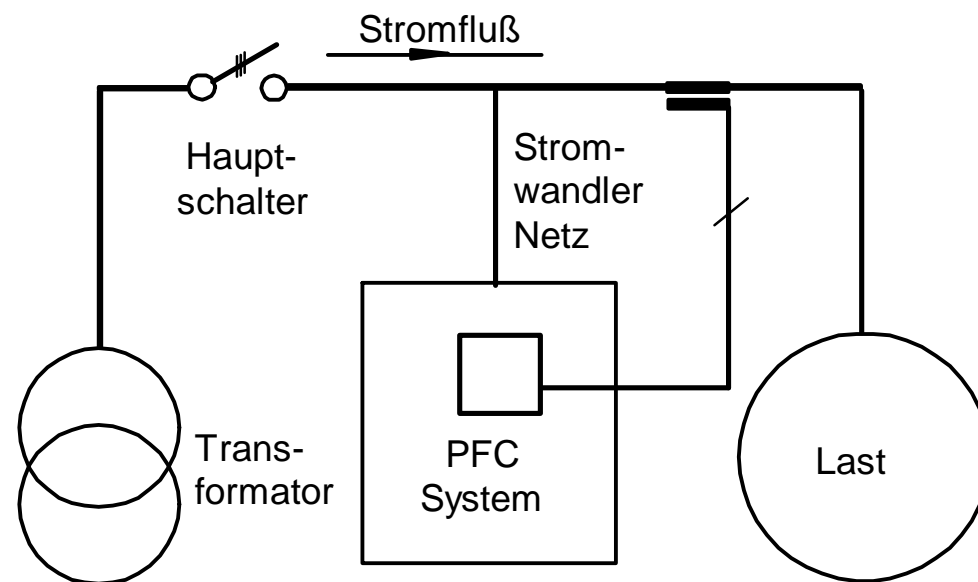 Stromfluß
Haupt-
schalter
Strom-
wandler
Netz
Trans-
formator
PFC
System
Last